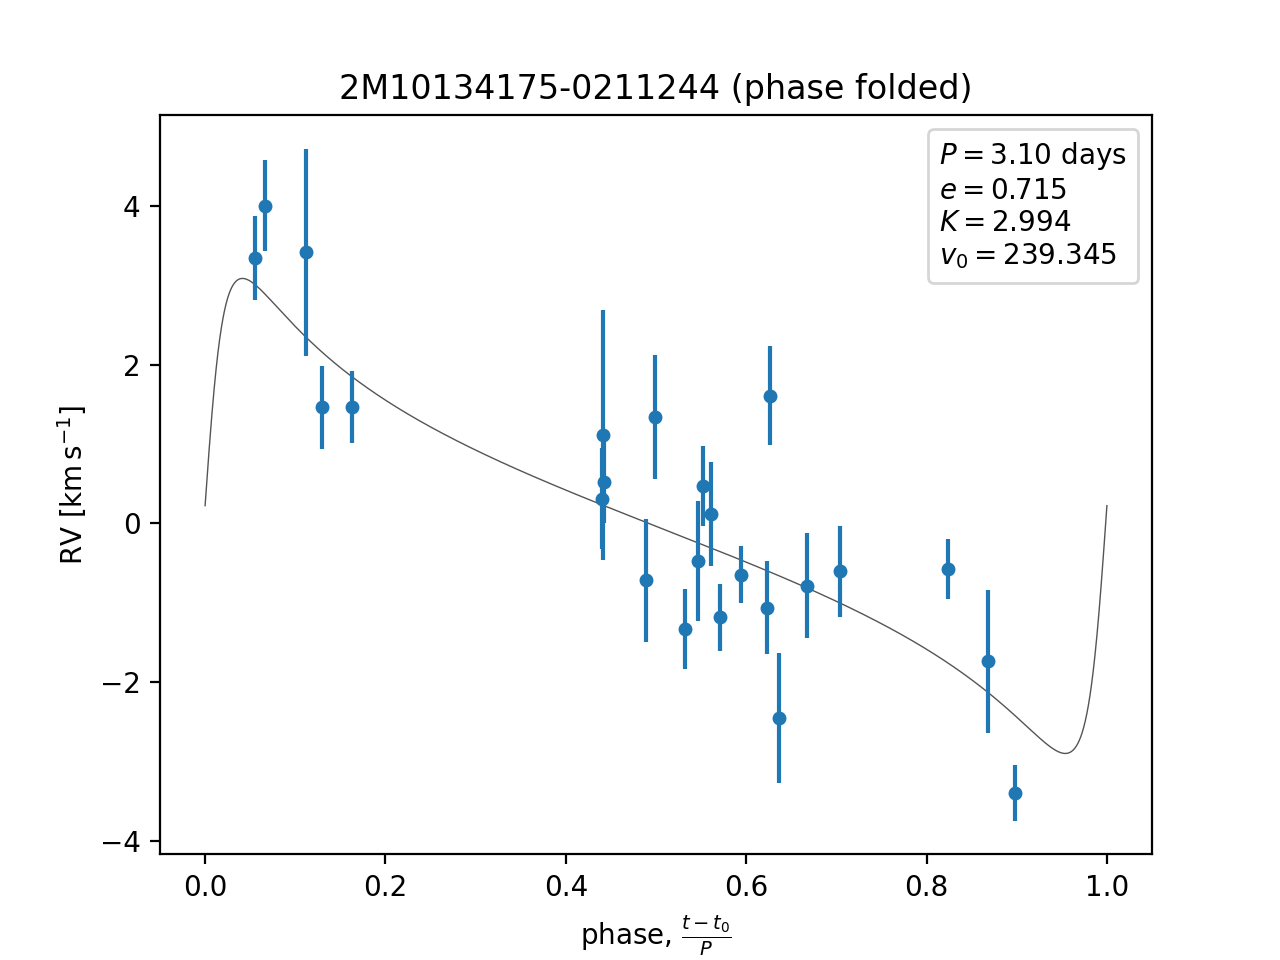 2M10134175-0211244 (phase folded)
P = 3.10 days
e = 0.715
K = 2.994
v₀ = 239.345
4
2
0
−2
−4
RV [km s⁻¹]
0.0 0.2 0.4 0.6 0.8 1.0
phase, (t − t₀)/P